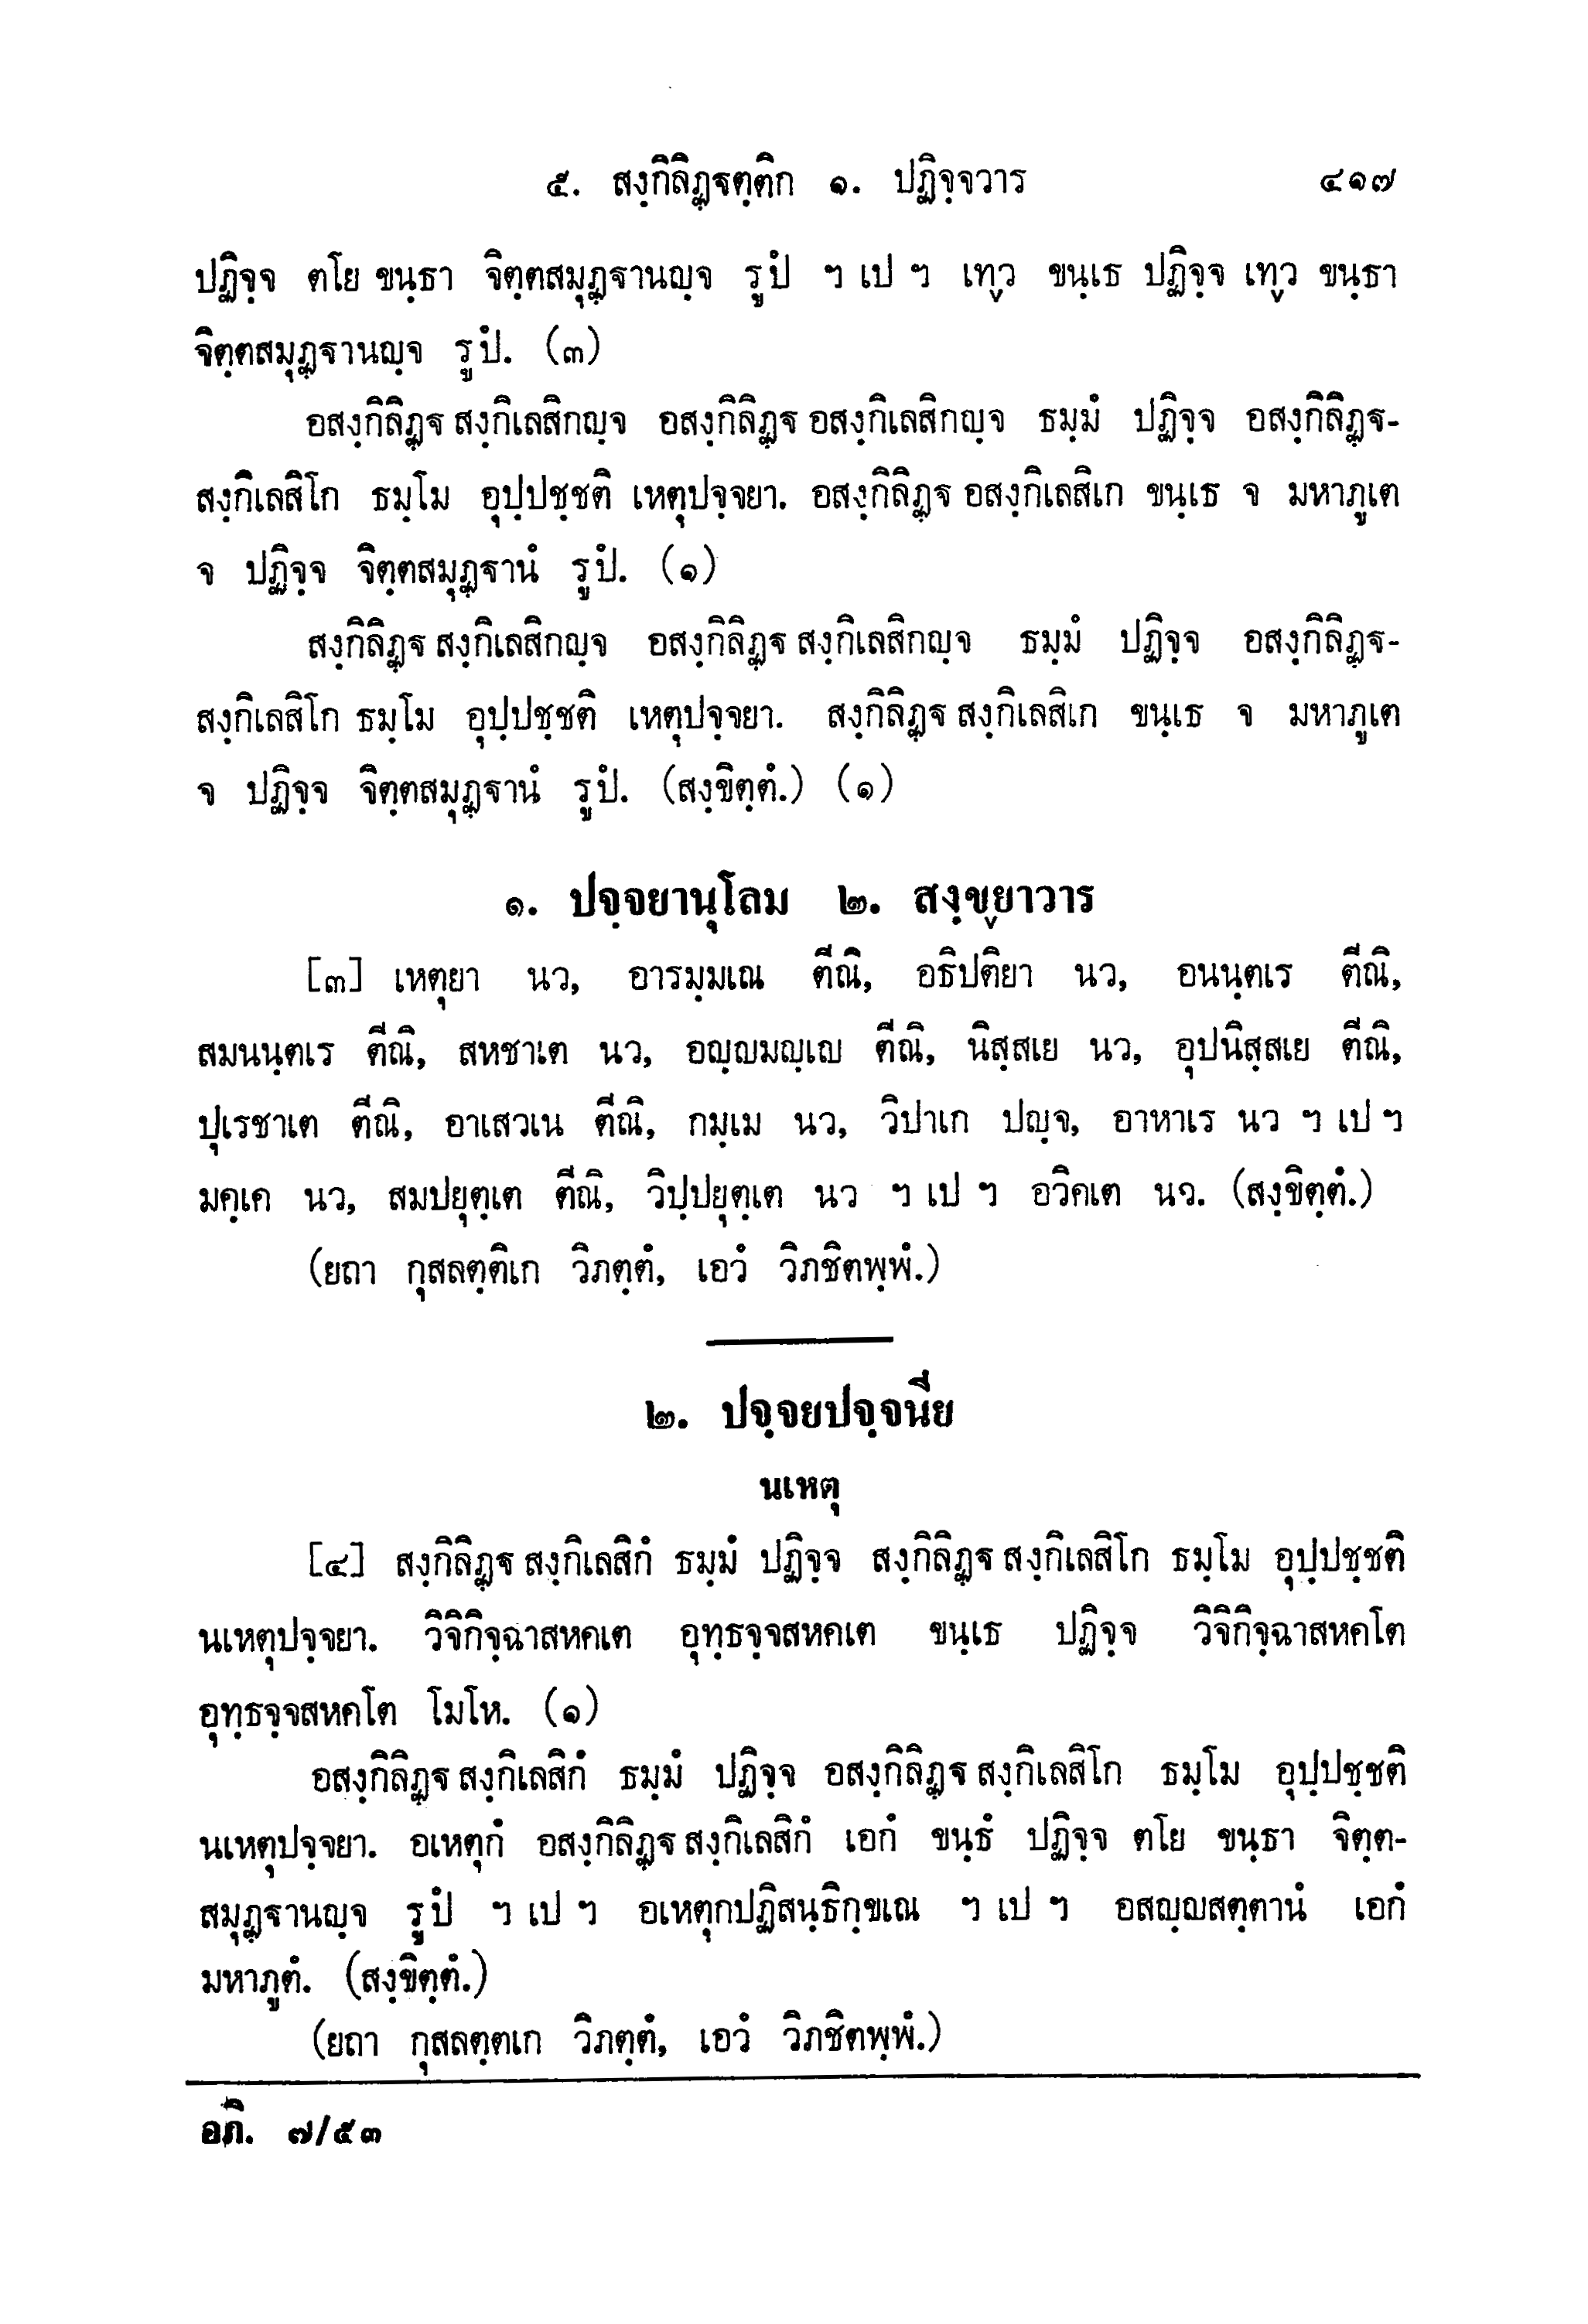 ๕. สงฺกิลิฏฺฐตฺติก ๑. ปฏิจฺจวาร ๔๑๗
ปฏิจฺจ ตโย ขนฺธา จิตฺตสมุฏฺฐานญฺจ รูปํ ฯ เป ฯ เทฺว ขนฺเธ ปฏิจฺจ เทฺว ขนฺธา
จิตฺตสมุฏฺฐานญฺจ รูปํ. (๓)
อสงฺกิลิฏฺฐ สงฺกิเลสิกญฺจ อสงฺกิลิฏฺฐ อสงฺกิเลสิกญฺจ ธมฺมํ ปฏิจฺจ อสงฺกิลิฏฺฐ-
สงฺกิเลสิโก ธมฺโม อุปฺปชฺชติ เหตุปจฺจยา. อสงฺกิลิฏฺฐ อสงฺกิเลสิเก ขนฺเธ จ มหาภูเต
จ ปฏิจฺจ จิตฺตสมุฏฺฐานํ รูปํ. (๑)
สงฺกิลิฏฺฐ สงฺกิเลสิกญฺจ อสงฺกิลิฏฺฐ สงฺกิเลสิกญฺจ ธมฺมํ ปฏิจฺจ อสงฺกิลิฏฺฐ-
สงฺกิเลสิโก ธมฺโม อุปฺปชฺชติ เหตุปจฺจยา. สงฺกิลิฏฺฐ สงฺกิเลสิเก ขนฺเธ จ มหาภูเต
จ ปฏิจฺจ จิตฺตสมุฏฺฐานํ รูปํ. (สงฺขิตฺตํ.) (๑)
๑. ปจฺจยานุโลม ๒. สงฺขฺยาวาร
[๓] เหตุยา นว, อารมฺมเณ ตีณิ, อธิปติยา นว, อนนฺตเร ตีณิ,
สมนนฺตเร ตีณิ, สหชาเต นว, อญฺญมญฺเญ ตีณิ, นิสฺสเย นว, อุปนิสฺสเย ตีณิ,
ปุเรชาเต ตีณิ, อาเสวเน ตีณิ, กมฺเม นว, วิปาเก ปญฺจ, อาหาเร นว ฯ เป ฯ
มคฺเค นว, สมปยุตฺเต ตีณิ, วิปฺปยุตฺเต นว ฯ เป ฯ อวิคเต นว. (สงฺขิตฺตํ.)
(ยถา กุสลตฺติเก วิภตฺตํ, เอวํ วิภชิตพฺพํ.)
๒. ปจฺจยปจฺจนีย
นเหตุ
[๔] สงฺกิลิฏฺฐ สงฺกิเลสิกํ ธมฺมํ ปฏิจฺจ สงฺกิลิฏฺฐ สงฺกิเลสิโก ธมฺโม อุปฺปชฺชติ
นเหตุปจฺจยา. วิจิกิจฺฉาสหคเต อุทฺธจฺจสหคเต ขนฺเธ ปฏิจฺจ วิจิกิจฺฉาสหคโต
อุทฺธจฺจสหคโต โมโห. (๑)
อสงฺกิลิฏฺฐ สงฺกิเลสิกํ ธมฺมํ ปฏิจฺจ อสงฺกิลิฏฺฐ สงฺกิเลสิโก ธมฺโม อุปฺปชฺชติ
นเหตุปจฺจยา. อเหตุกํ อสงฺกิลิฏฺฐ สงฺกิเลสิกํ เอกํ ขนฺธํ ปฏิจฺจ ตโย ขนฺธา จิตฺต-
สมุฏฺฐานญฺจ รูปํ ฯ เป ฯ อเหตุกปฏิสนฺธิกฺขเณ ฯ เป ฯ อสญฺญสตฺตานํ เอกํ
มหาภูตํ. (สงฺขิตฺตํ.)
(ยถา กุสลตฺตเก วิภตฺตํ, เอวํ วิภชิตพฺพํ.)
อภิ. ๗/๕๓